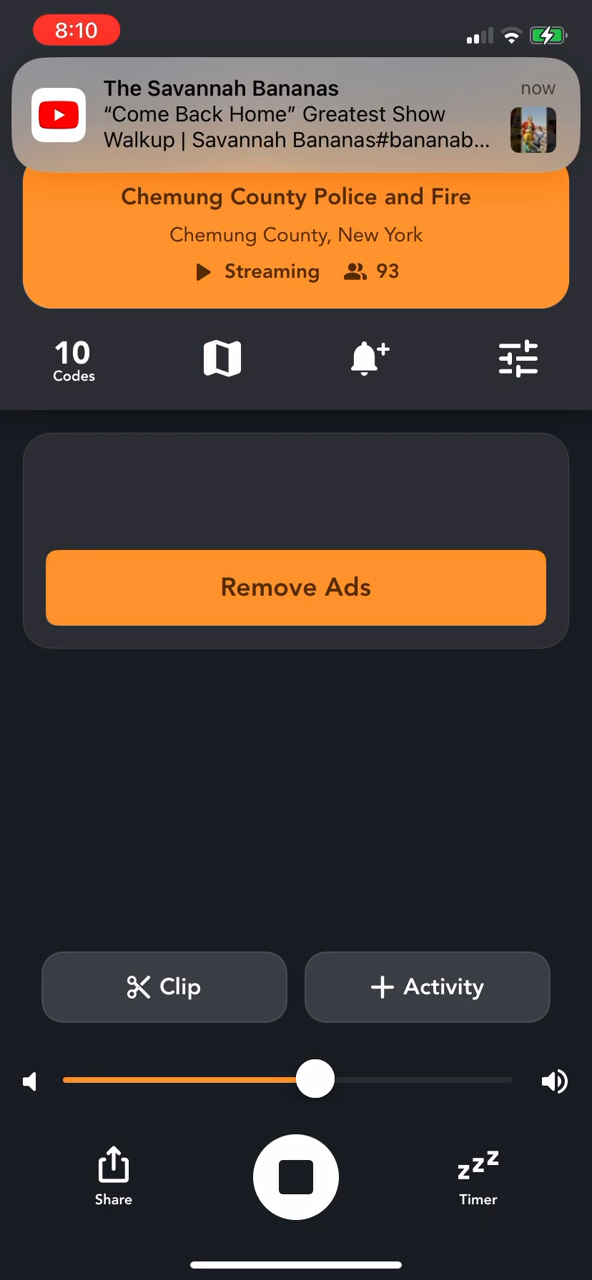 8:10
The Savannah Bananas
now
“Come Back Home” Greatest Show
Walkup | Savannah Bananas#bananab...
Chemung County Police and Fire
Chemung County, New York
Streaming 93
10
Codes
Remove Ads
Clip
Activity
Share
zzz
Timer